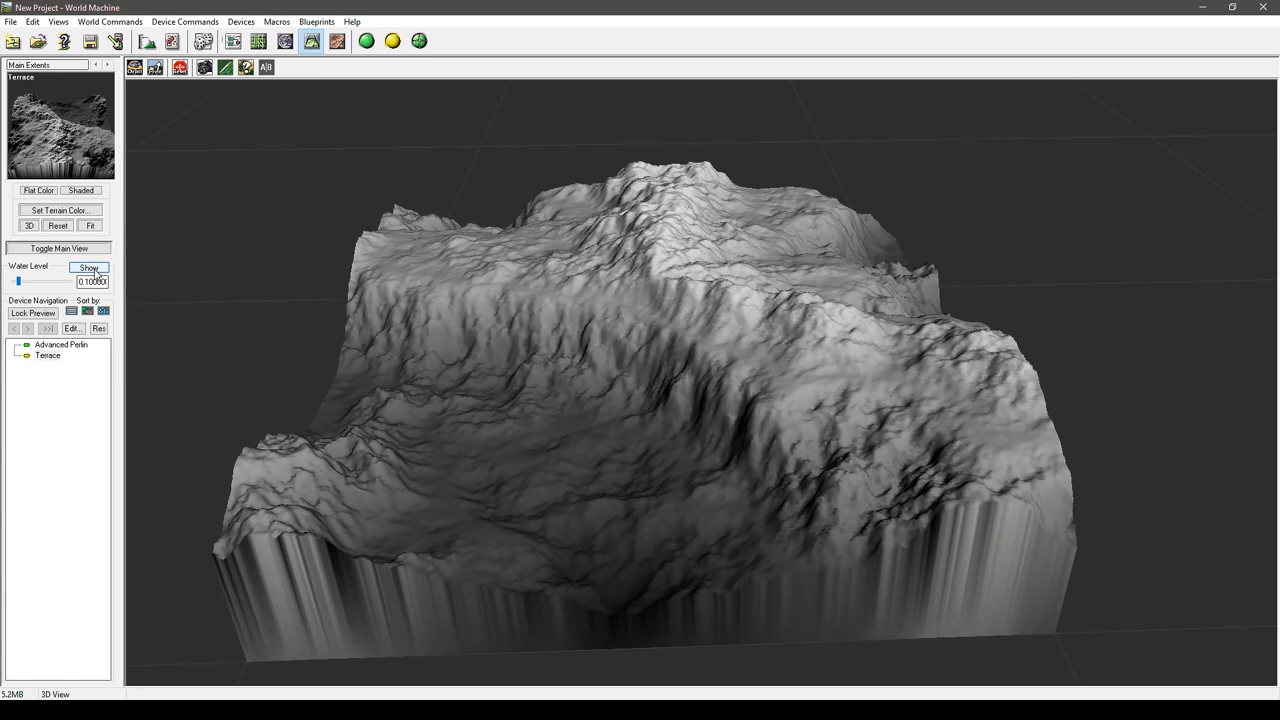 New Project - World Machine
File Edit Views World Commands Device Commands Devices Macros Blueprints Help
Main Extents
Terrace
A|B
Flat Color Shaded
Set Terrain Color...
3D Reset Fit
Toggle Main View
Water Level Show
Device Navigation Sort by:
Lock Preview
< > >>| Edit... Res
Advanced Perlin
Terrace
5.2MB 3D View